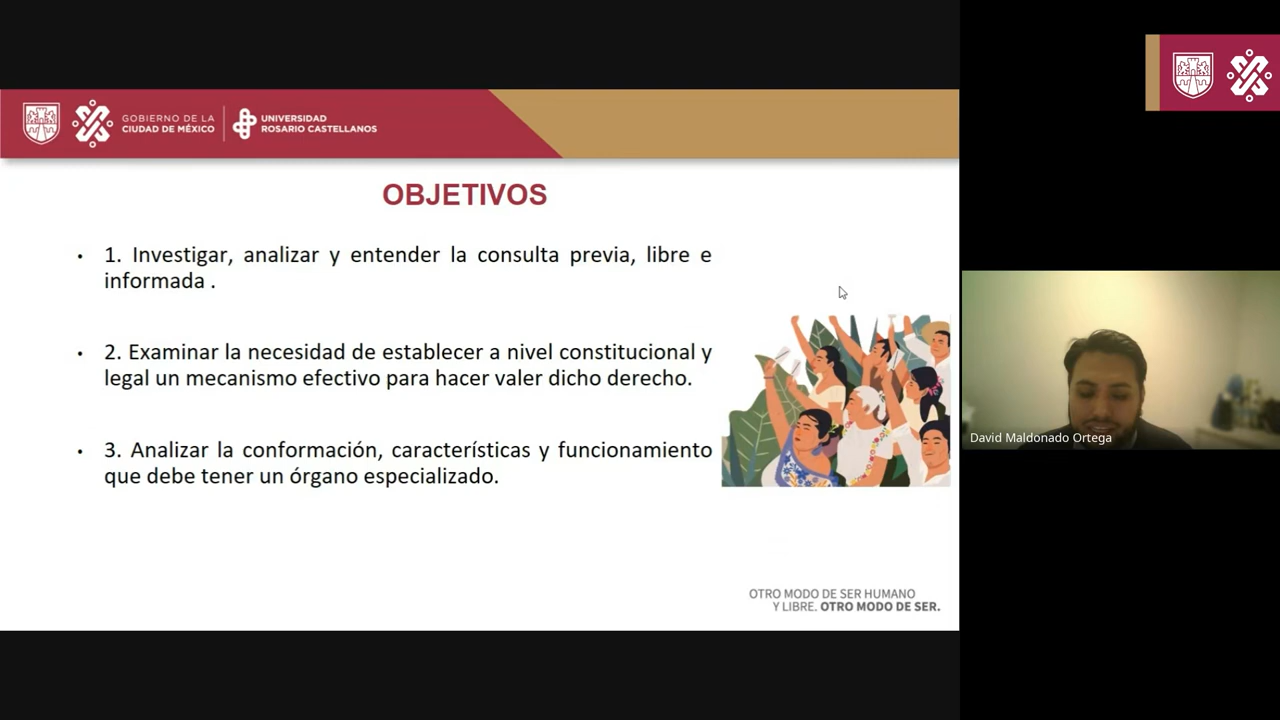 GOBIERNO DE LA
CIUDAD DE MÉXICO
UNIVERSIDAD
ROSARIO CASTELLANOS
OBJETIVOS
• 1. Investigar, analizar y entender la consulta previa, libre e
informada .
• 2. Examinar la necesidad de establecer a nivel constitucional y
legal un mecanismo efectivo para hacer valer dicho derecho.
• 3. Analizar la conformación, características y funcionamiento
que debe tener un órgano especializado.
OTRO MODO DE SER HUMANO
Y LIBRE. OTRO MODO DE SER.
David Maldonado Ortega